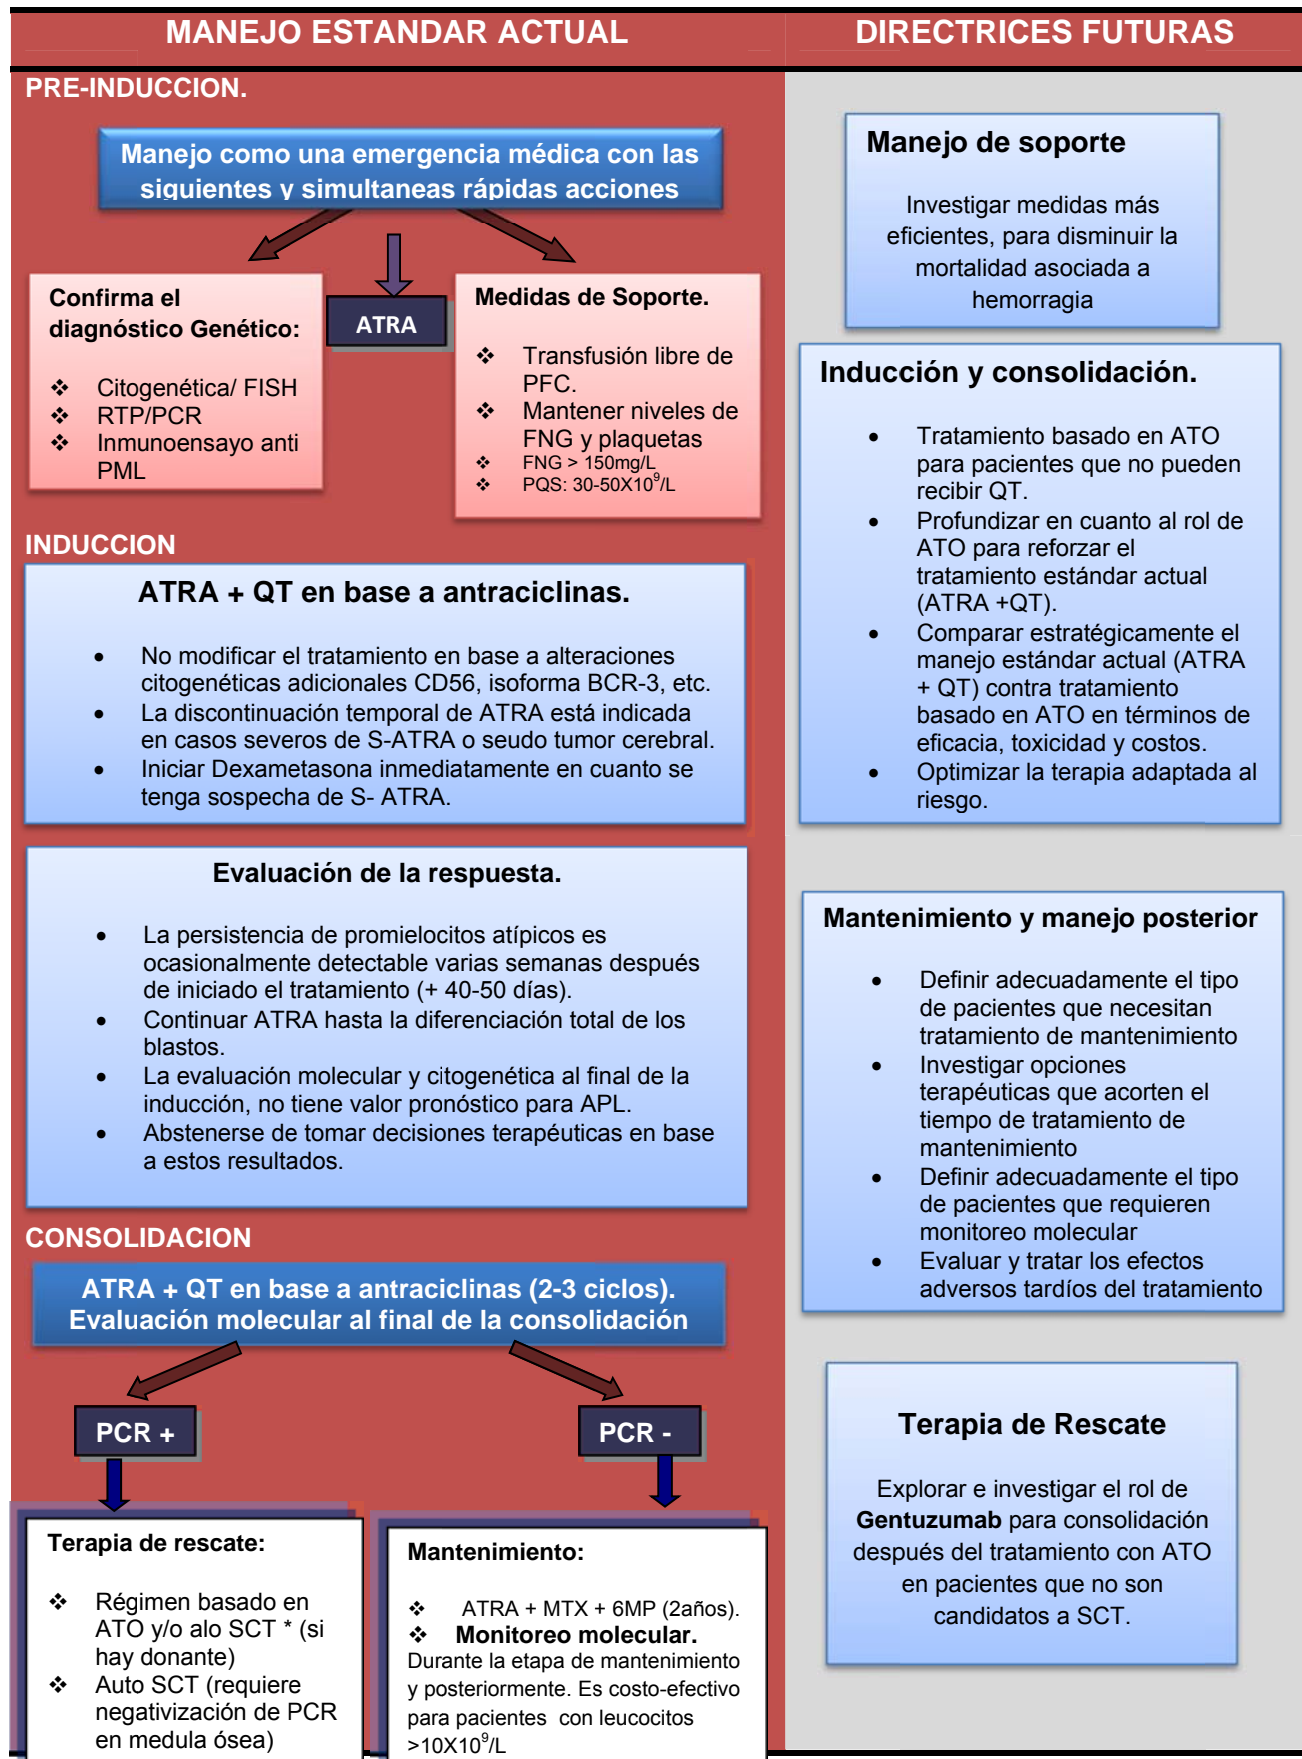 MANEJO ESTANDAR ACTUAL
PRE-INDUCCION.
Manejo como una emergencia médica con las
siguientes y simultaneas rápidas acciones
Confirma el
diagnóstico Genético:
❖ Citogenética/ FISH
❖ RTP/PCR
❖ Inmunoensayo anti
PML
ATRA
Medidas de Soporte.
❖ Transfusión libre de
PFC.
❖ Mantener niveles de
FNG y plaquetas
❖ FNG > 150mg/L
❖ PQS: 30-50X10⁹/L
INDUCCION
ATRA + QT en base a antraciclinas.
• No modificar el tratamiento en base a alteraciones
citogenéticas adicionales CD56, isoforma BCR-3, etc.
• La discontinuación temporal de ATRA está indicada
en casos severos de S-ATRA o seudo tumor cerebral.
• Iniciar Dexametasona inmediatamente en cuanto se
tenga sospecha de S- ATRA.
Evaluación de la respuesta.
• La persistencia de promielocitos atípicos es
ocasionalmente detectable varias semanas después
de iniciado el tratamiento (+ 40-50 días).
• Continuar ATRA hasta la diferenciación total de los
blastos.
• La evaluación molecular y citogenética al final de la
inducción, no tiene valor pronóstico para APL.
• Abstenerse de tomar decisiones terapéuticas en base
a estos resultados.
CONSOLIDACION
ATRA + QT en base a antraciclinas (2-3 ciclos).
Evaluación molecular al final de la consolidación
PCR +
PCR -
Terapia de rescate:
❖ Régimen basado en
ATO y/o alo SCT * (si
hay donante)
❖ Auto SCT (requiere
negativización de PCR
en medula ósea)
Mantenimiento:
❖ ATRA + MTX + 6MP (2años).
❖ Monitoreo molecular.
Durante la etapa de mantenimiento
y posteriormente. Es costo-efectivo
para pacientes con leucocitos
>10X10⁹/L
DIRECTRICES FUTURAS
Manejo de soporte
Investigar medidas más
eficientes, para disminuir la
mortalidad asociada a
hemorragia
Inducción y consolidación.
• Tratamiento basado en ATO
para pacientes que no pueden
recibir QT.
• Profundizar en cuanto al rol de
ATO para reforzar el
tratamiento estándar actual
(ATRA +QT).
• Comparar estratégicamente el
manejo estándar actual (ATRA
+ QT) contra tratamiento
basado en ATO en términos de
eficacia, toxicidad y costos.
• Optimizar la terapia adaptada al
riesgo.
Mantenimiento y manejo posterior
• Definir adecuadamente el tipo
de pacientes que necesitan
tratamiento de mantenimiento
• Investigar opciones
terapéuticas que acorten el
tiempo de tratamiento de
mantenimiento
• Definir adecuadamente el tipo
de pacientes que requieren
monitoreo molecular
• Evaluar y tratar los efectos
adversos tardíos del tratamiento
Terapia de Rescate
Explorar e investigar el rol de
Gentuzumab para consolidación
después del tratamiento con ATO
en pacientes que no son
candidatos a SCT.